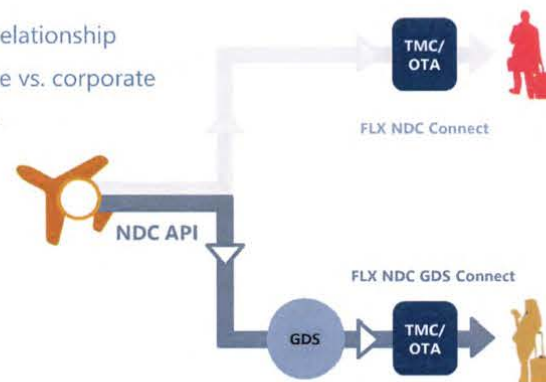 elationship
e vs. corporate
TMC/
OTA
FLX NDC Connect
NDC API
FLX NDC GDS Connect
GDS
TMC/
OTA